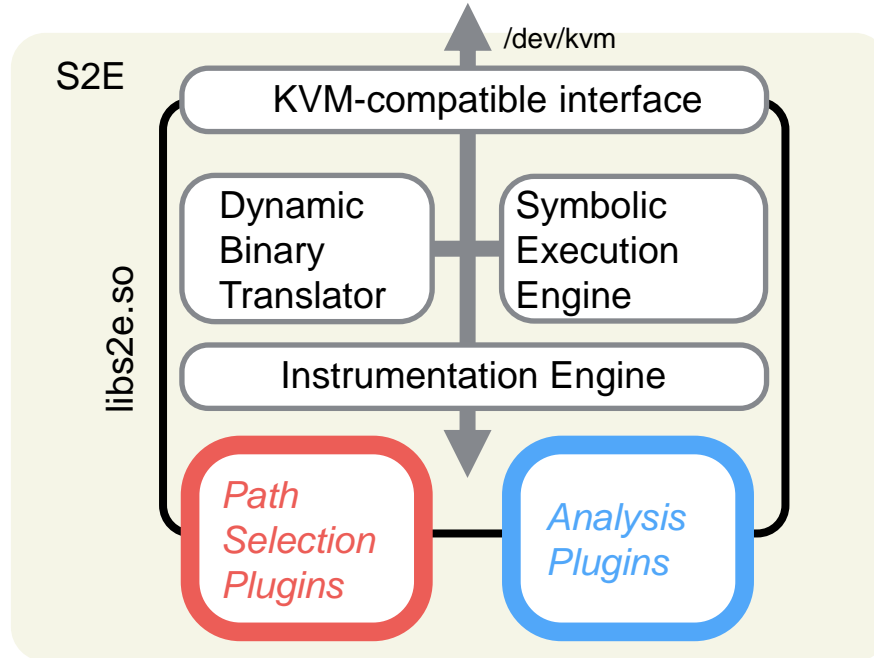 /dev/kvm
S2E
KVM-compatible interface
Dynamic
Binary
Translator
Symbolic
Execution
Engine
libs2e.so
Instrumentation Engine
Path
Selection
Plugins
Analysis
Plugins